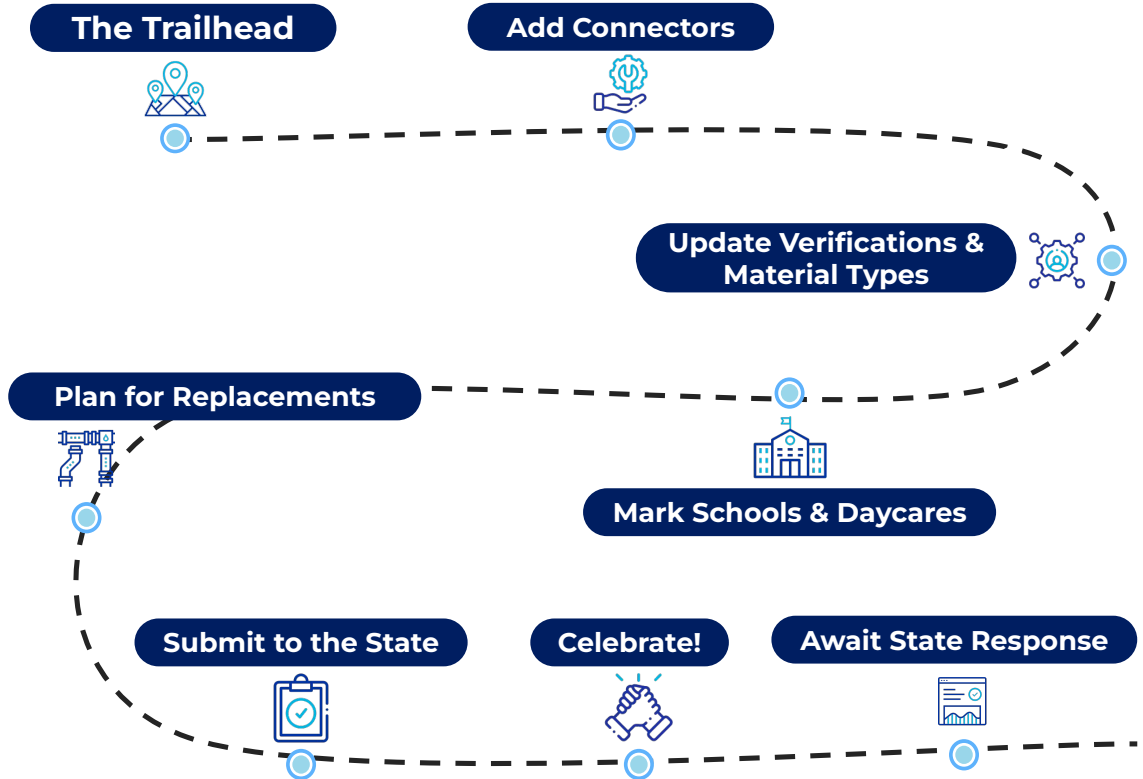 The Trailhead
Add Connectors
Update Verifications &
Material Types
Mark Schools & Daycares
Plan for Replacements
Submit to the State
Celebrate!
Await State Response